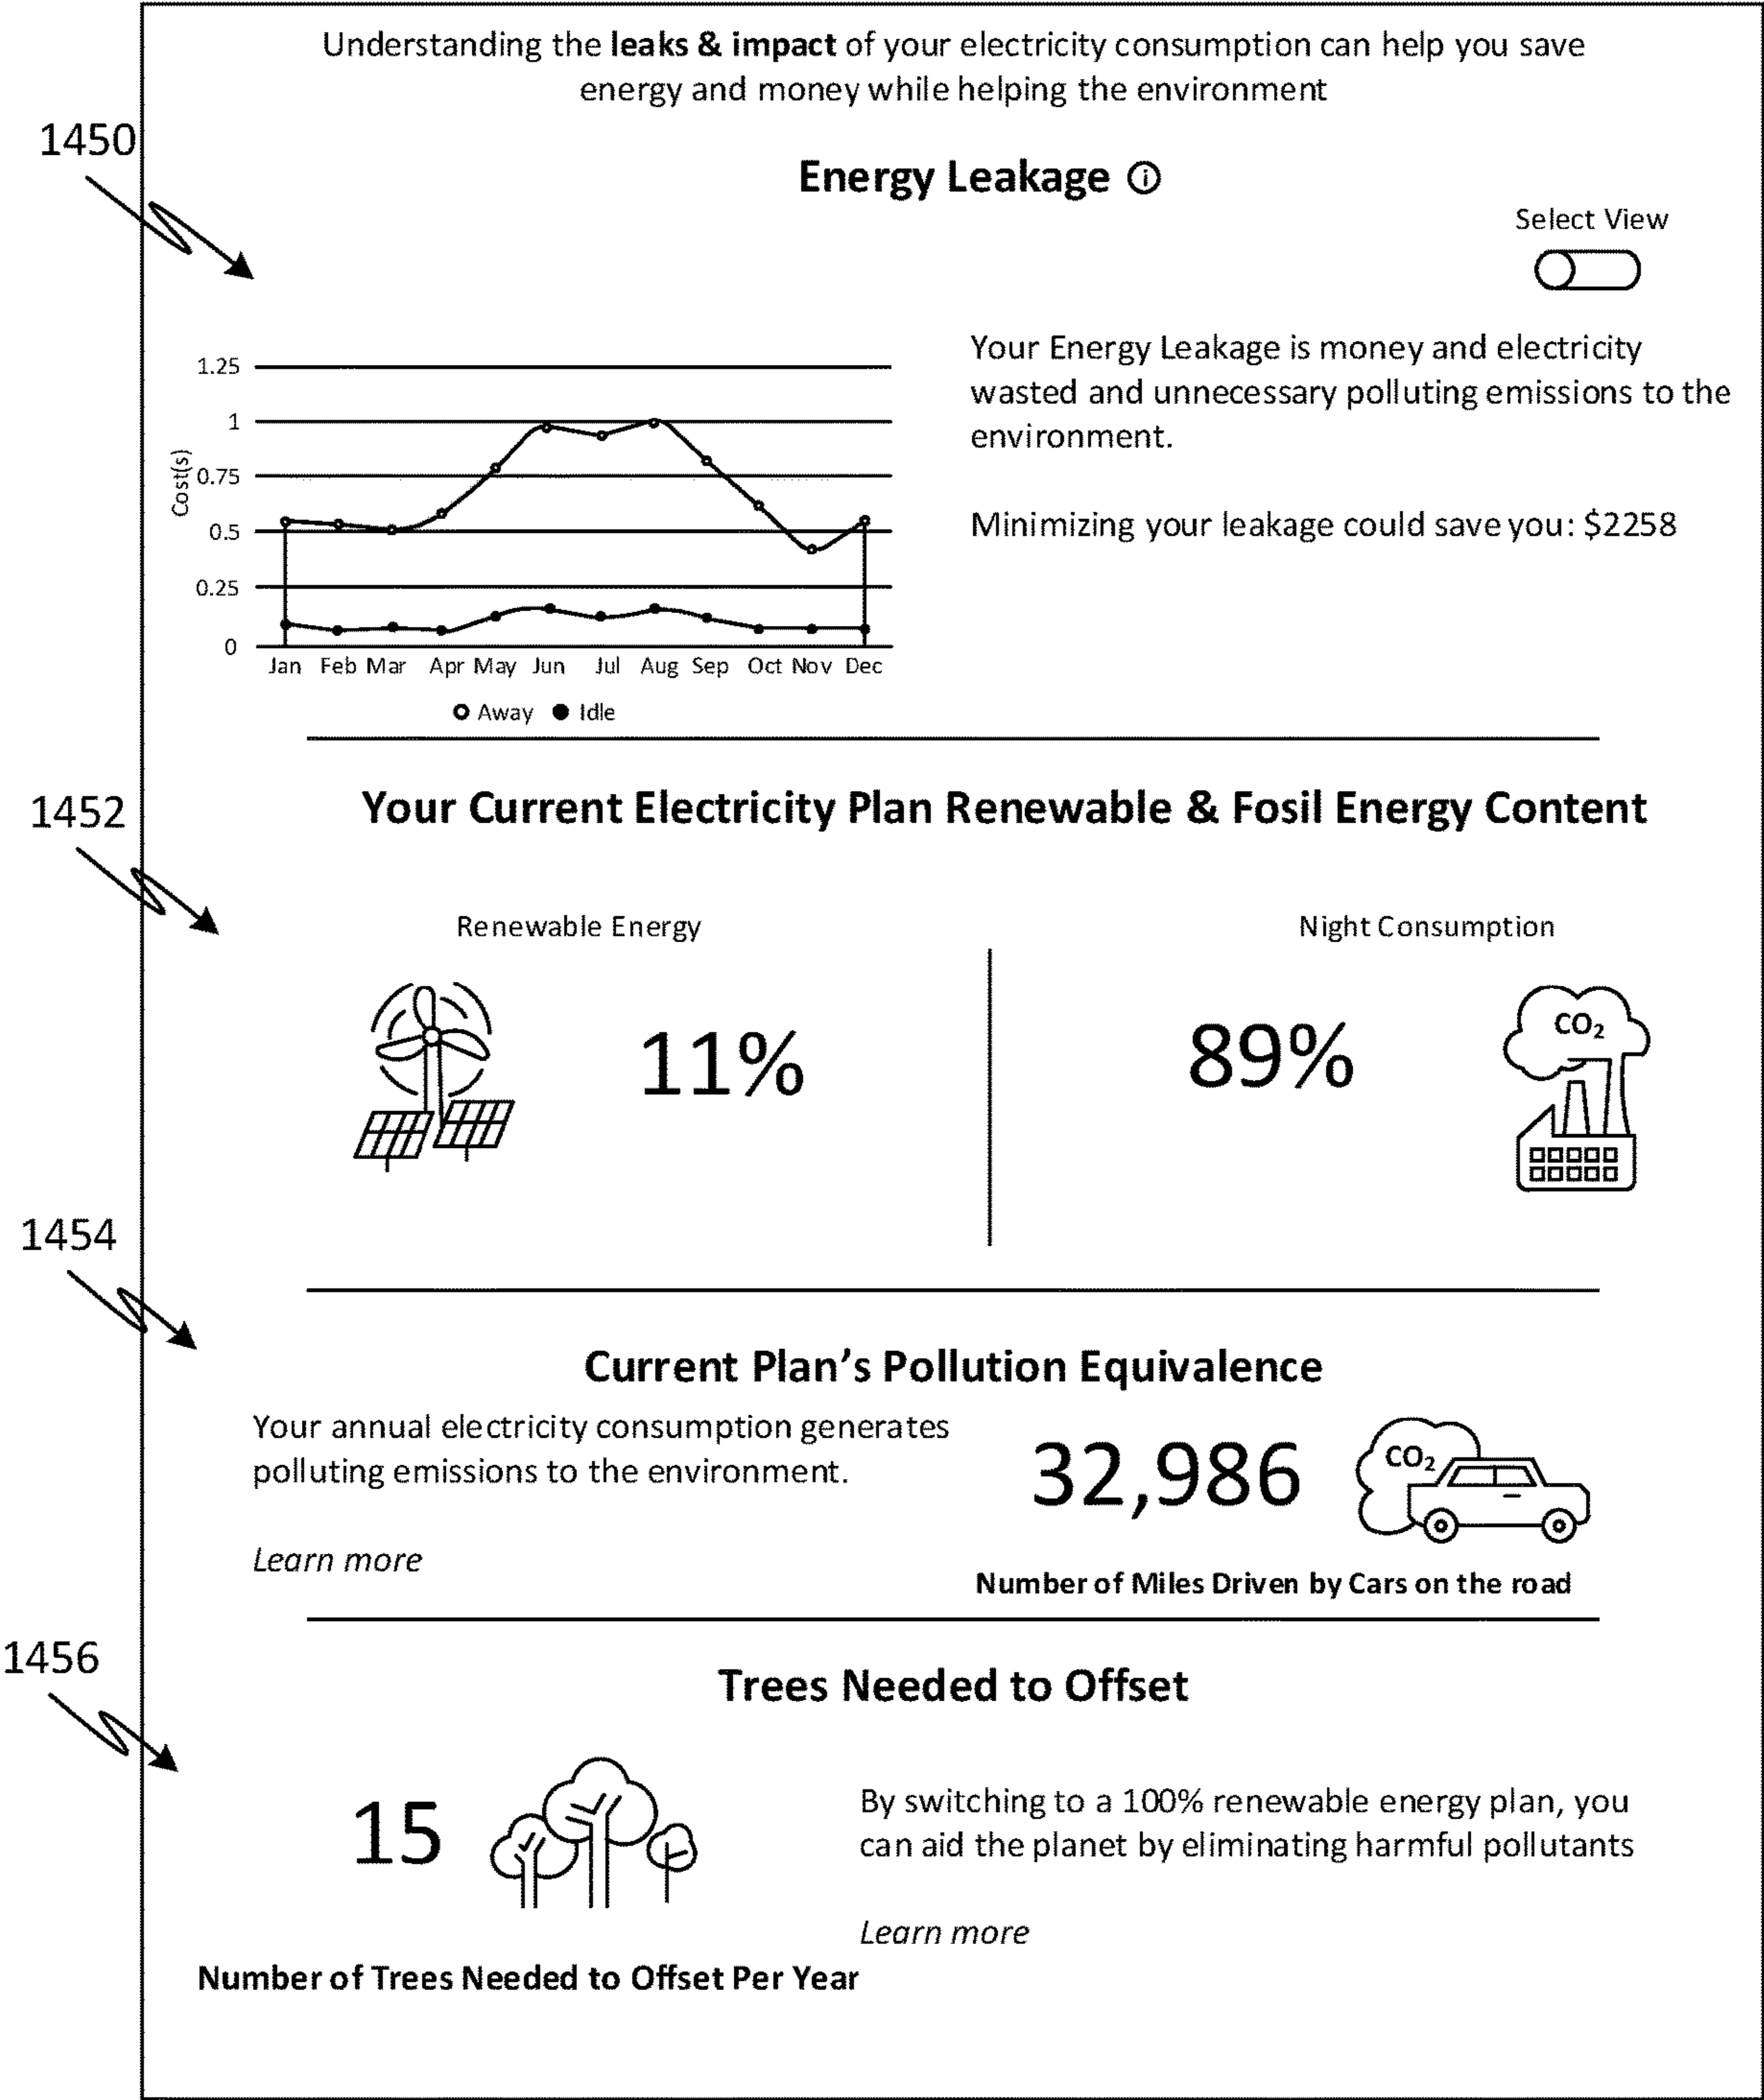 Understanding the leaks & impact of your electricity consumption can help you save
energy and money while helping the environment
1450
Energy Leakage i
Select View
Your Energy Leakage is money and electricity
wasted and unnecessary polluting emissions to the
environment.
Minimizing your leakage could save you: $2258
Cost(s)
1.25
1
0.75
0.5
0.25
0
Jan Feb Mar Apr May Jun Jul Aug Sep Oct Nov Dec
Away Idle
1452
Your Current Electricity Plan Renewable & Fosil Energy Content
Renewable Energy
11%
Night Consumption
89%
CO₂
1454
Current Plan’s Pollution Equivalence
Your annual electricity consumption generates
polluting emissions to the environment.
Learn more
32,986
CO₂
Number of Miles Driven by Cars on the road
1456
Trees Needed to Offset
15
Number of Trees Needed to Offset Per Year
By switching to a 100% renewable energy plan, you
can aid the planet by eliminating harmful pollutants
Learn more